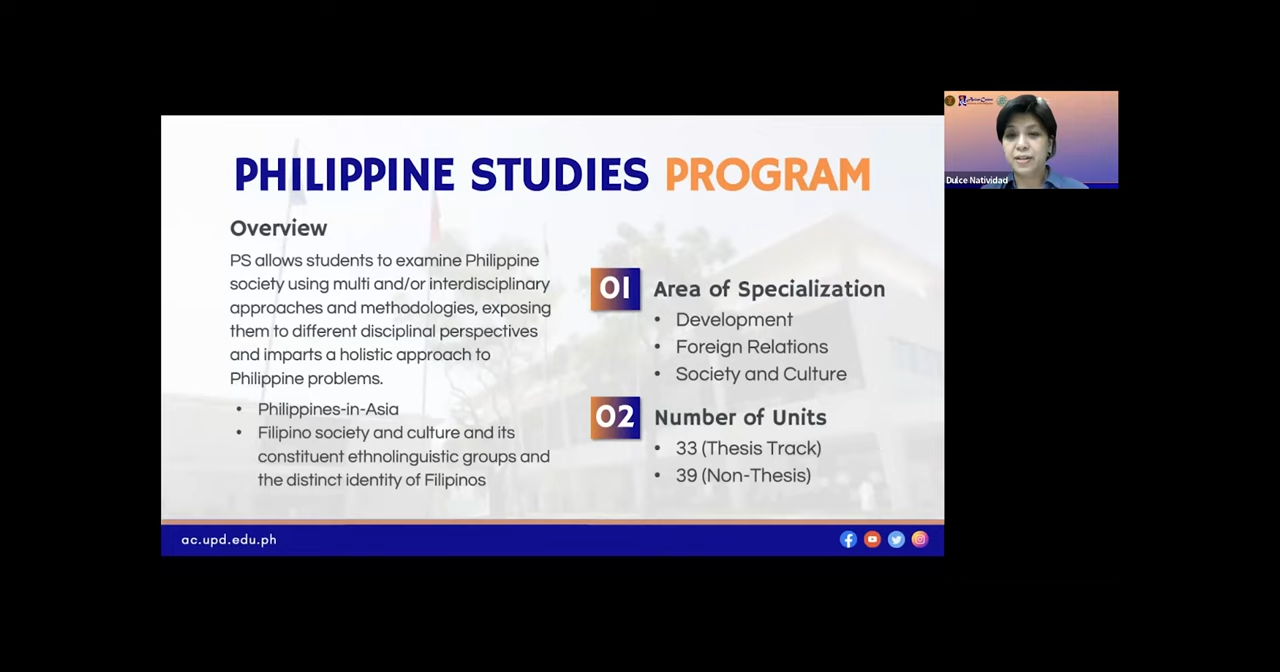 PHILIPPINE STUDIES PROGRAM
Overview
PS allows students to examine Philippine
society using multi and/or interdisciplinary
approaches and methodologies, exposing
them to different disciplinal perspectives
and imparts a holistic approach to
Philippine problems.
• Philippines-in-Asia
• Filipino society and culture and its
constituent ethnolinguistic groups and
the distinct identity of Filipinos
01 Area of Specialization
• Development
• Foreign Relations
• Society and Culture
02 Number of Units
• 33 (Thesis Track)
• 39 (Non-Thesis)
ac.upd.edu.ph
Dulce Natividad